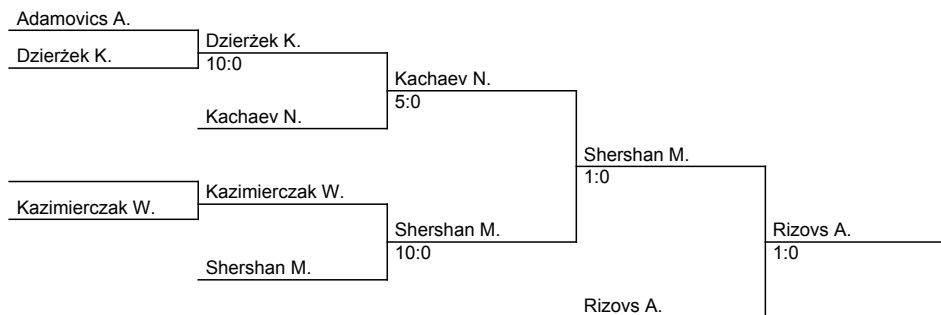 Adamovics A.
Dzierżek K.
Dzierżek K.
10:0
Kachaev N.
5:0
Kachaev N.
Shershan M.
1:0
Kazimierczak W.
Kazimierczak W.
Shershan M.
10:0
Rizovs A.
1:0
Shershan M.
Rizovs A.